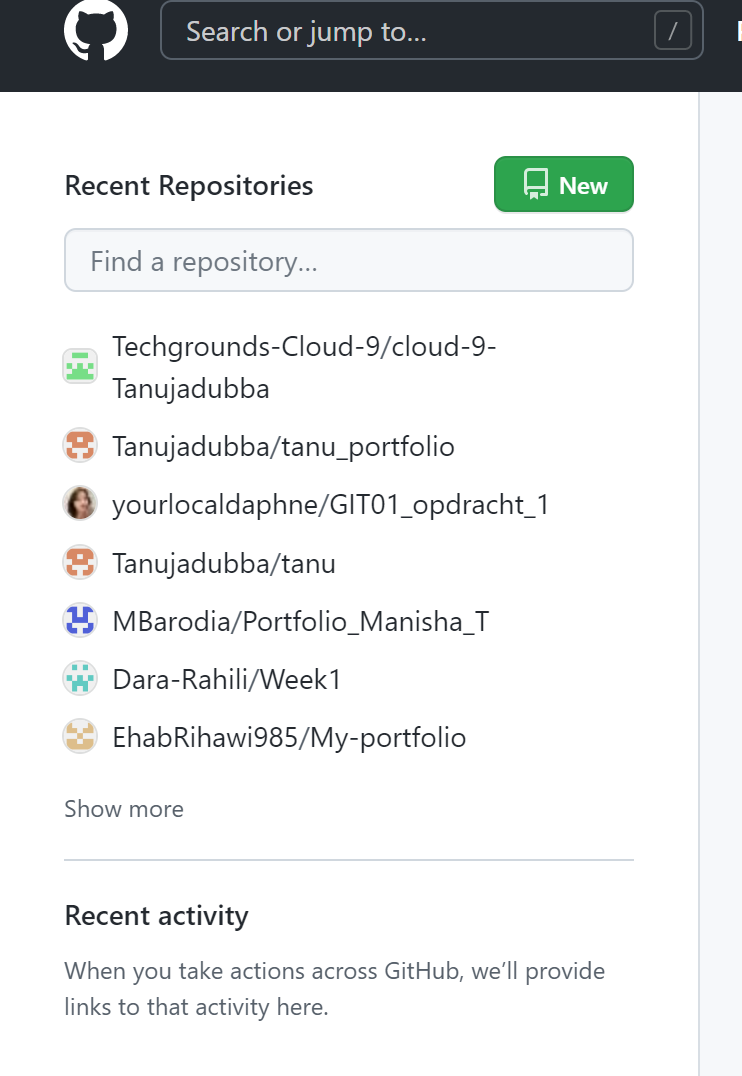 Search or jump to...
/
Recent Repositories
New
Find a repository...
Techgrounds-Cloud-9/cloud-9-
Tanujadubba
Tanujadubba/tanu_portfolio
yourlocaldaphne/GIT01_opdracht_1
Tanujadubba/tanu
MBarodia/Portfolio_Manisha_T
Dara-Rahili/Week1
EhabRihawi985/My-portfolio
Show more
Recent activity
When you take actions across GitHub, we’ll provide
links to that activity here.